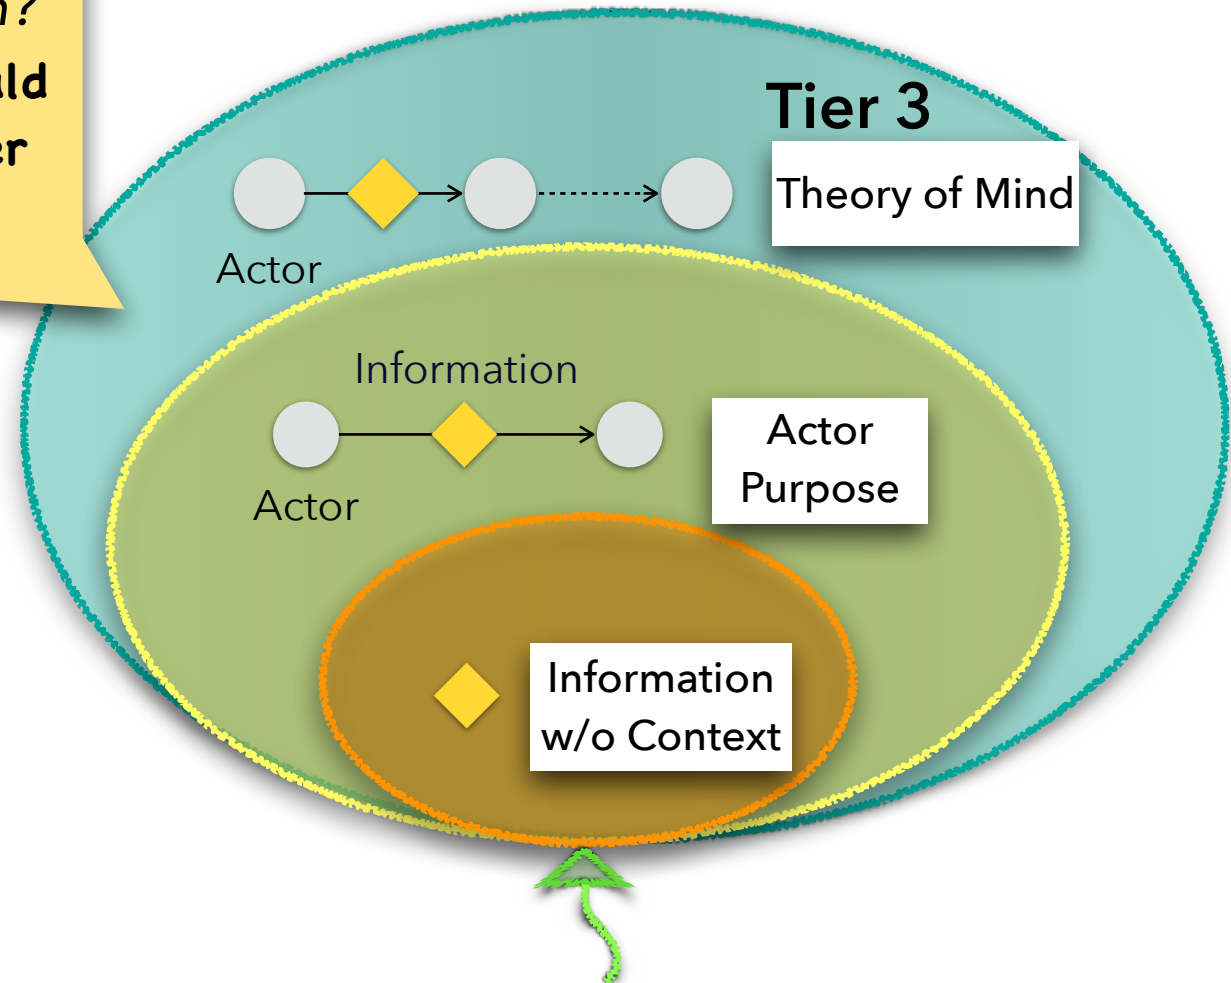 Tier 3
Theory of Mind
Actor
Information
Actor
Actor
Purpose
Information
w/o Context